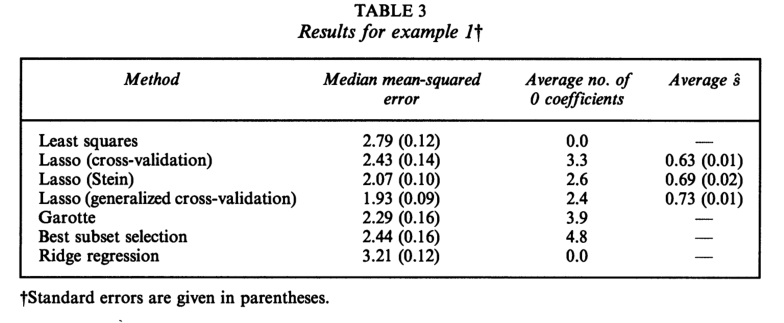 TABLE 3
Results for example 1†
Method Median mean-squared error Average no. of 0 coefficients Average ŝ
Least squares 2.79 (0.12) 0.0 —
Lasso (cross-validation) 2.43 (0.14) 3.3 0.63 (0.01)
Lasso (Stein) 2.07 (0.10) 2.6 0.69 (0.02)
Lasso (generalized cross-validation) 1.93 (0.09) 2.4 0.73 (0.01)
Garotte 2.29 (0.16) 3.9 —
Best subset selection 2.44 (0.16) 4.8 —
Ridge regression 3.21 (0.12) 0.0 —
†Standard errors are given in parentheses.